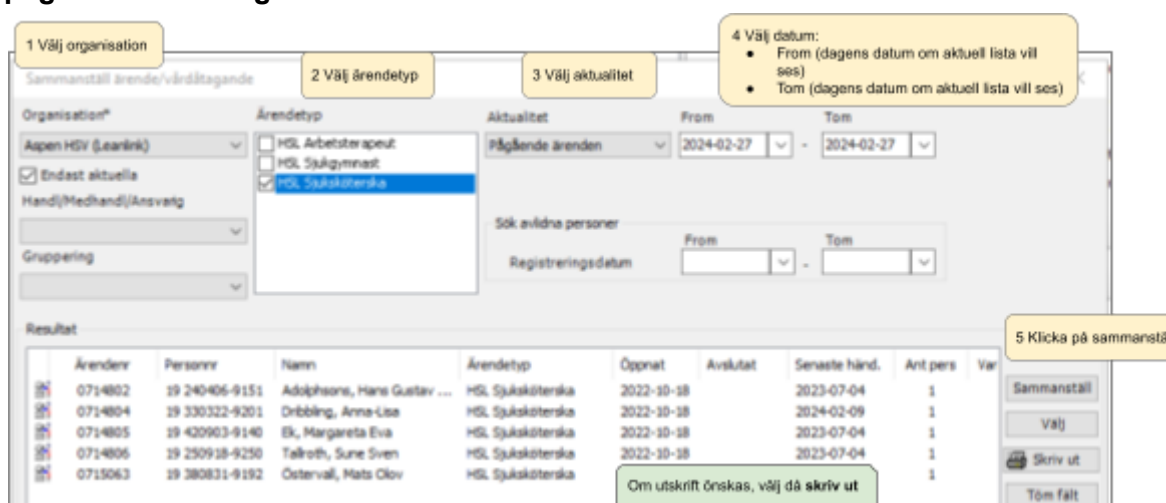 1 Välj organisation
4 Välj datum:
• From (dagens datum om aktuell lista vill ses)
• Tom (dagens datum om aktuell lista vill ses)
2 Välj ärendetyp
3 Välj aktualitet
Sammanställ ärende/vårdåtagande
Organisation*
Ärendetyp
Aktualitet
From
Tom
Aspen HSV (Leanlink)
HSL Arbetsterapeut
Pågående ärenden
2024-02-27 - 2024-02-27
HSL Sjukgymnast
Endast aktuella
HSL Sjuksköterska
Handl/Medhandl/Ansvarig
Sök avlidna personer
From
Tom
Gruppering
Registreringsdatum
-
Resultat
5 Klicka på sammanstä
Ärendenr Personnr Namn Ärendetyp Öppnat Avslutat Senaste händ. Ant pers Var
0714802 19 240406-9151 Adolphsons, Hans Gustav ... HSL Sjuksköterska 2022-10-18 2023-07-04 1
0714804 19 330322-9201 Dribbling, Anna-Lisa HSL Sjuksköterska 2022-10-18 2024-02-09 1
0714805 19 420903-9140 Ek, Margareta Eva HSL Sjuksköterska 2022-10-18 2023-07-04 1
0714806 19 250918-9250 Tallroth, Sune Sven HSL Sjuksköterska 2022-10-18 2023-07-04 1
0715063 19 380831-9192 Östervall, Mats Olov HSL Sjuksköterska 1
Sammanställ
Välj
Skriv ut
Töm fält
Om utskrift önskas, välj då skriv ut